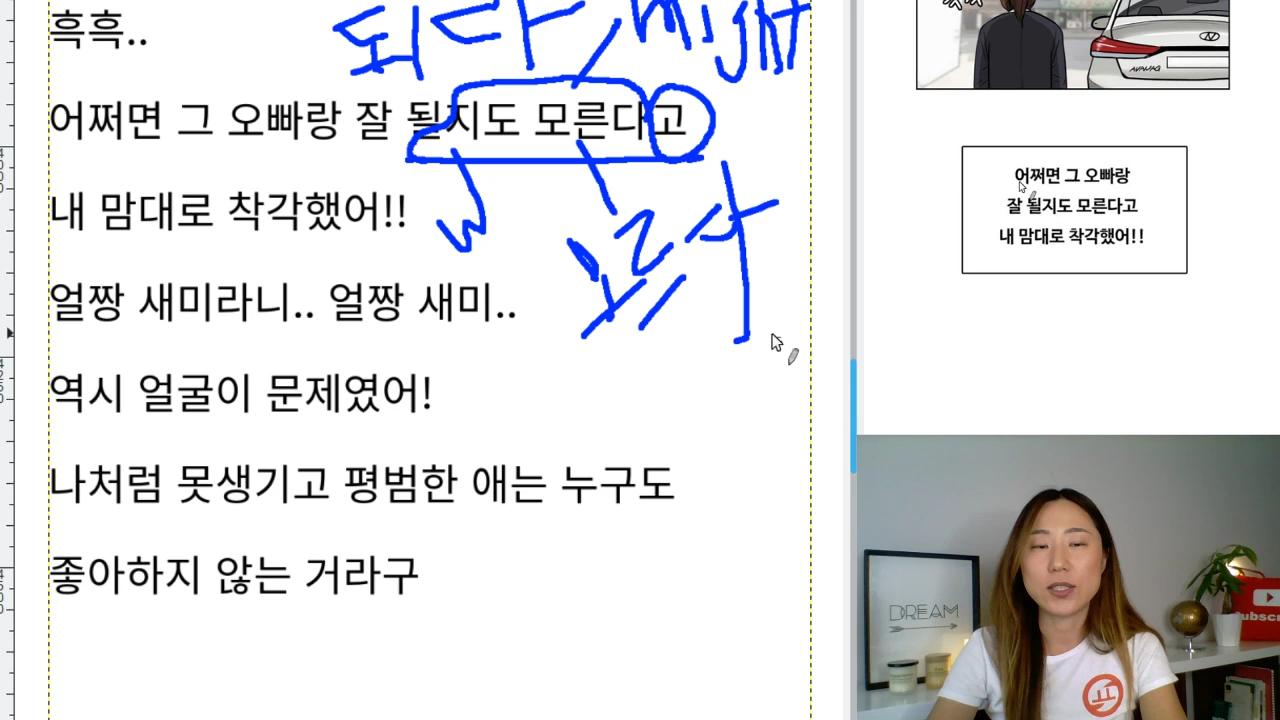 흑흑..
되다 might
어쩌면 그 오빠랑 잘 될지도 모른다고
내 맘대로 착각했어!!
얼짱 새미라니.. 얼짱 새미..
역시 얼굴이 문제였어!
나처럼 못생기고 평범한 애는 누구도
좋아하지 않는 거라구
어쩌면 그 오빠랑
잘 될지도 모른다고
내 맘대로 착각했어!!
DREAM